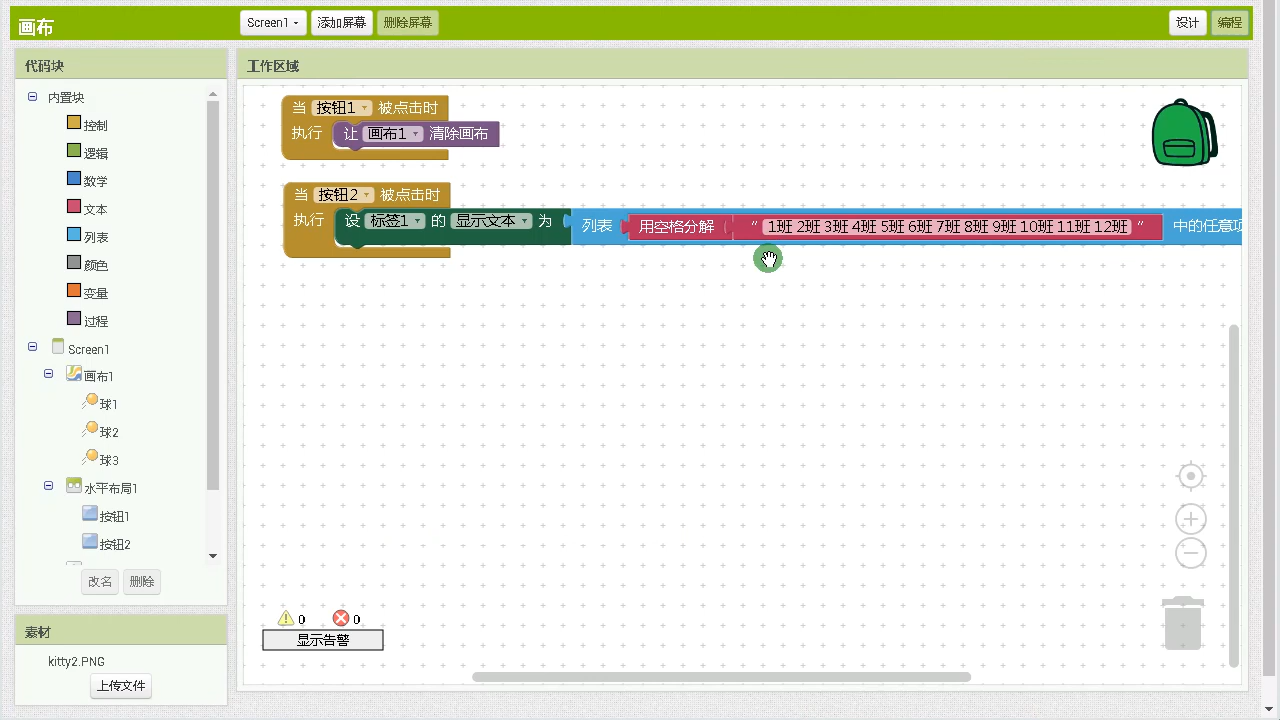 画布
Screen1
添加屏幕
删除屏幕
设计
编程
代码块
工作区域
内置块
控制
逻辑
数学
文本
列表
颜色
变量
过程
Screen1
画布1
球1
球2
球3
水平布局1
按钮1
按钮2
改名
删除
素材
kitty2.PNG
上传文件
当 按钮1 被点击时
执行 让 画布1 清除画布
当 按钮2 被点击时
执行 设 标签1 的 显示文本 为 列表 用空格分解 “ 1班 2班 3班 4班 5班 6班 7班 8班 9班 10班 11班 12班 ” 中的任意项
0
0
显示告警